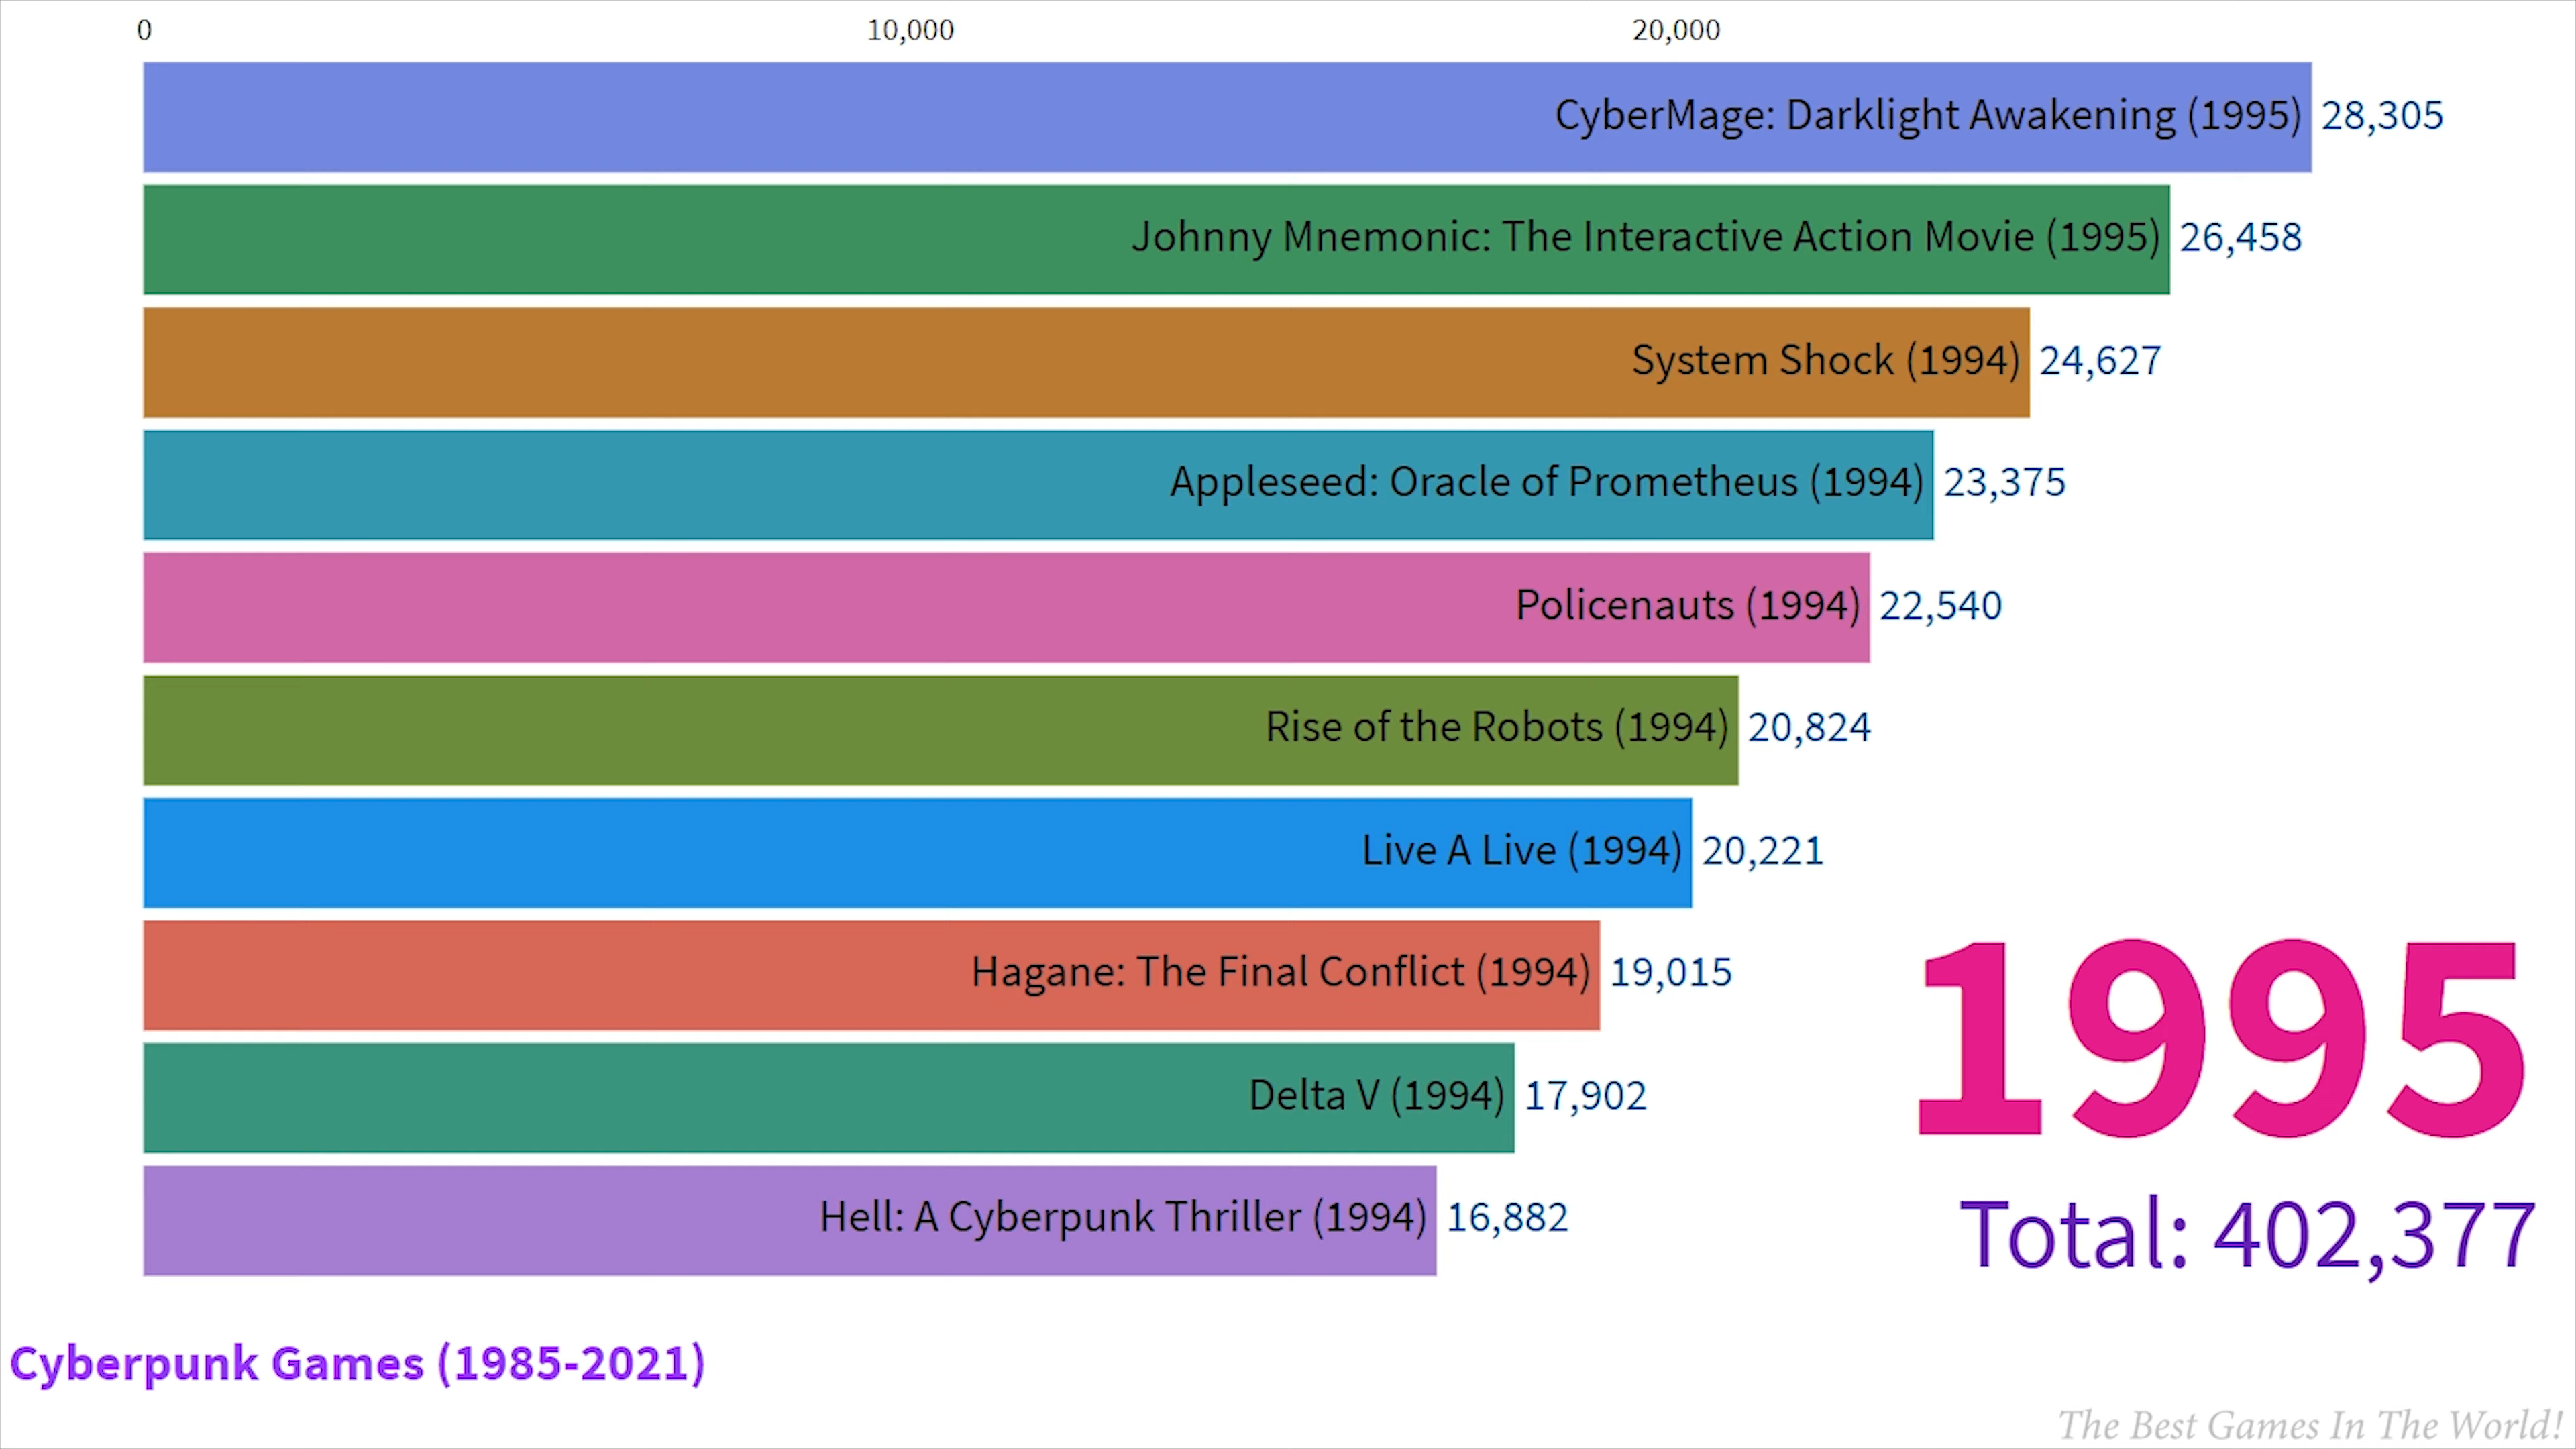 0 10,000 20,000
CyberMage: Darklight Awakening (1995) 28,305
Johnny Mnemonic: The Interactive Action Movie (1995) 26,458
System Shock (1994) 24,627
Appleseed: Oracle of Prometheus (1994) 23,375
Policenauts (1994) 22,540
Rise of the Robots (1994) 20,824
Live A Live (1994) 20,221
Hagane: The Final Conflict (1994) 19,015
Delta V (1994) 17,902
Hell: A Cyberpunk Thriller (1994) 16,882
1995
Total: 402,377
Cyberpunk Games (1985-2021)
The Best Games In The World!